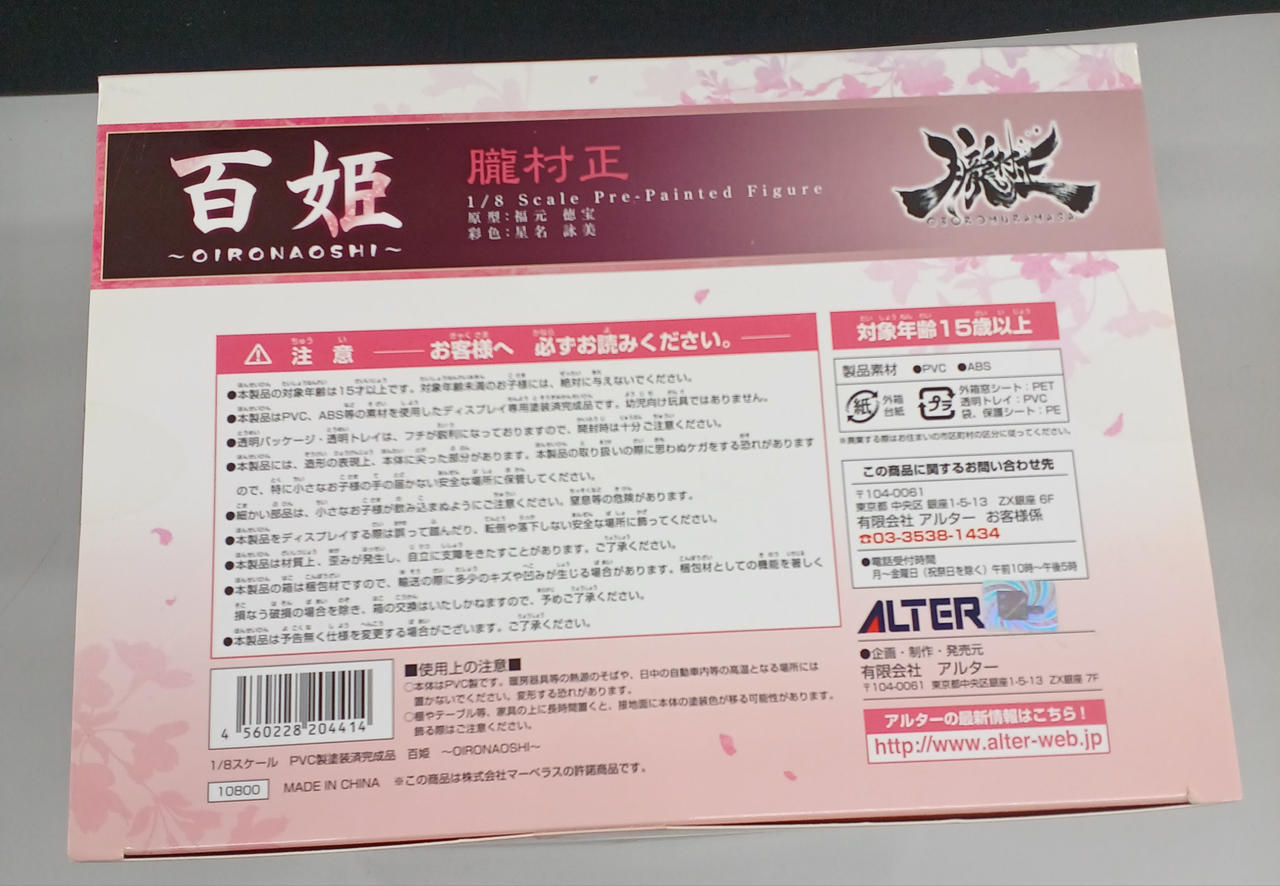 百姫
~OIRONAOSHI~
朧村正
1/8 Scale Pre-Painted Figure
原型:福元 徳宝
彩色:星名 詠美
朧村正
OBOROMURAMASA
⚠ 注意 お客様へ 必ずお読みください。
●本製品の対象年齢は15才以上です。対象年齢未満のお子様には、絶対に与えないでください。
●本製品はPVC、ABS等の素材を使用したディスプレイ専用塗装済完成品です。幼児向け玩具ではありません。
●透明パッケージ・透明トレイは、フチが鋭利になっておりますので、開封時は十分ご注意ください。
●本製品には、造形の表現上、本体に尖った部分があります。本製品の取り扱いの際に思わぬケガをする恐れがあります
ので、特に小さなお子様の手の届かない安全な場所に保管してください。
●細かい部品は、小さなお子様が飲み込まぬようにご注意ください。窒息等の危険があります。
●本製品をディスプレイする際は誤って踏んだり、転倒や落下しない安全な場所に飾ってください。
●本製品は材質上、歪みが発生し、自立に支障をきたすことがあります。ご了承ください。
●本製品の箱は梱包材ですので、輸送の際に多少のキズや凹みが生じる場合があります。梱包材としての機能を著しく
損なう破損の場合を除き、箱の交換はいたしかねますので、予めご了承ください。
●本製品は予告無く仕様を変更する場合がございます。ご了承ください。
対象年齢15歳以上
製品素材 ●PVC ●ABS
紙 外箱 台紙
プラ 外箱窓シート:PET
透明トレイ:PVC
袋、保護シート:PE
※廃棄する際はお住まいの市区町村の区分に従ってください。
この商品に関するお問い合わせ先
〒104-0061
東京都 中央区 銀座1-5-13 ZX銀座 6F
有限会社 アルター お客様係
☎03-3538-1434
●電話受付時間
月~金曜日(祝祭日を除く)午前10時~午後5時
ALTER
●企画・制作・発売元
有限会社 アルター
〒104-0061 東京都中央区銀座1-5-13 ZX銀座 7F
アルターの最新情報はこちら!
http://www.alter-web.jp
4 560228 204414
■使用上の注意■
○本体はPVC製です。暖房器具等の熱源のそばや、日中の自動車内等の高温となる場所には
置かないでください。変形する恐れがあります。
○棚やテーブル等、家具の上に長時間置くと、接地面に本体の塗装色が移る可能性があります。
飾る際はご注意ください。
1/8スケール PVC製塗装済完成品 百姫 ~OIRONAOSHI~
10800 MADE IN CHINA ※この商品は株式会社マーベラスの許諾商品です。